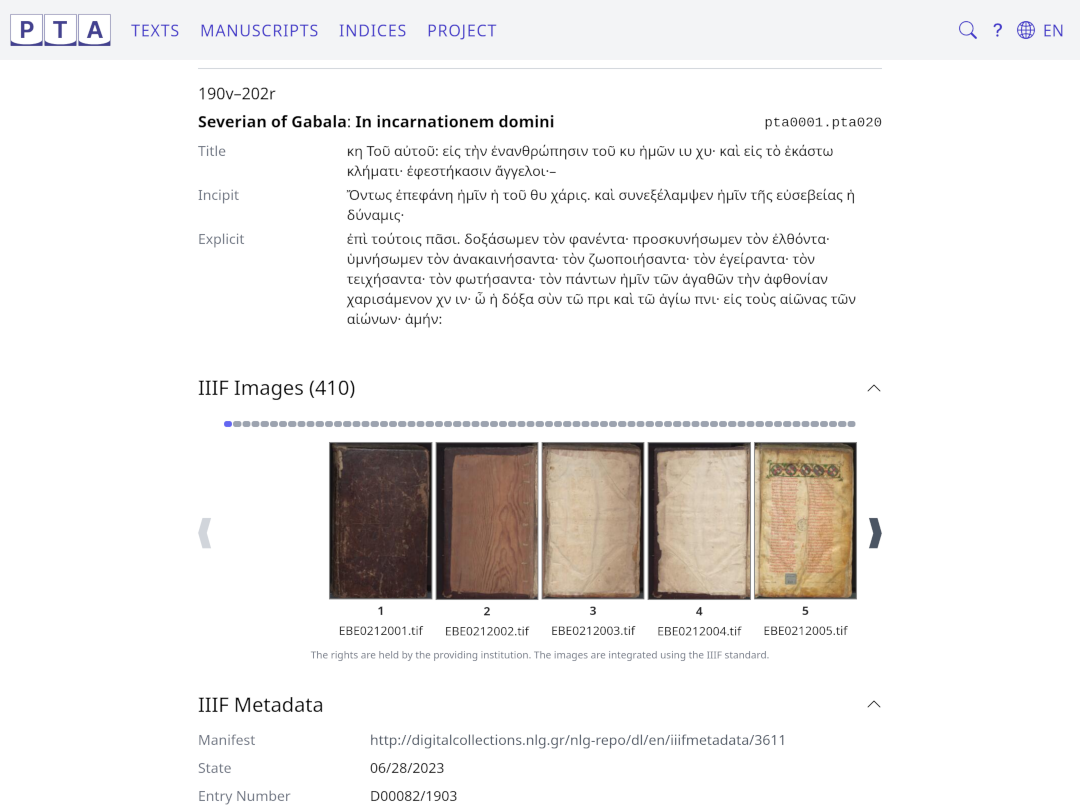 PTA TEXTS MANUSCRIPTS INDICES PROJECT ? EN
190v–202r
Severian of Gabala: In incarnationem domini pta0001.pta020
Title κη Τοῦ αὐτοῦ: εἰς τὴν ἐνανθρώπησιν τοῦ κυ ἡμῶν ιυ χυ· καὶ εἰς τὸ ἑκάστω
κλήματι· ἐφεστήκασιν ἄγγελοι·–
Incipit Ὄντως ἐπεφάνη ἡμῖν ἡ τοῦ θυ χάρις. καὶ συνεξέλαμψεν ἡμῖν τῆς εὐσεβείας ἡ
δύναμις·
Explicit ἐπὶ τούτοις πᾶσι. δοξάσωμεν τὸν φανέντα· προσκυνήσωμεν τὸν ἐλθόντα·
ὑμνήσωμεν τὸν ἀνακαινήσαντα· τὸν ζωοποιήσαντα· τὸν ἐγείραντα· τὸν
τειχήσαντα· τὸν φωτήσαντα· τὸν πάντων ἡμῖν τῶν ἀγαθῶν τὴν ἀφθονίαν
χαρισάμενον χν ιν· ὧ ἡ δόξα σὺν τῶ πρι καὶ τῶ ἁγίω πνι· εἰς τοὺς αἰῶνας τῶν
αἰώνων· ἀμήν:
IIIF Images (410)
1 2 3 4 5
EBE0212001.tif EBE0212002.tif EBE0212003.tif EBE0212004.tif EBE0212005.tif
The rights are held by the providing institution. The images are integrated using the IIIF standard.
IIIF Metadata
Manifest http://digitalcollections.nlg.gr/nlg-repo/dl/en/iiifmetadata/3611
State 06/28/2023
Entry Number D00082/1903